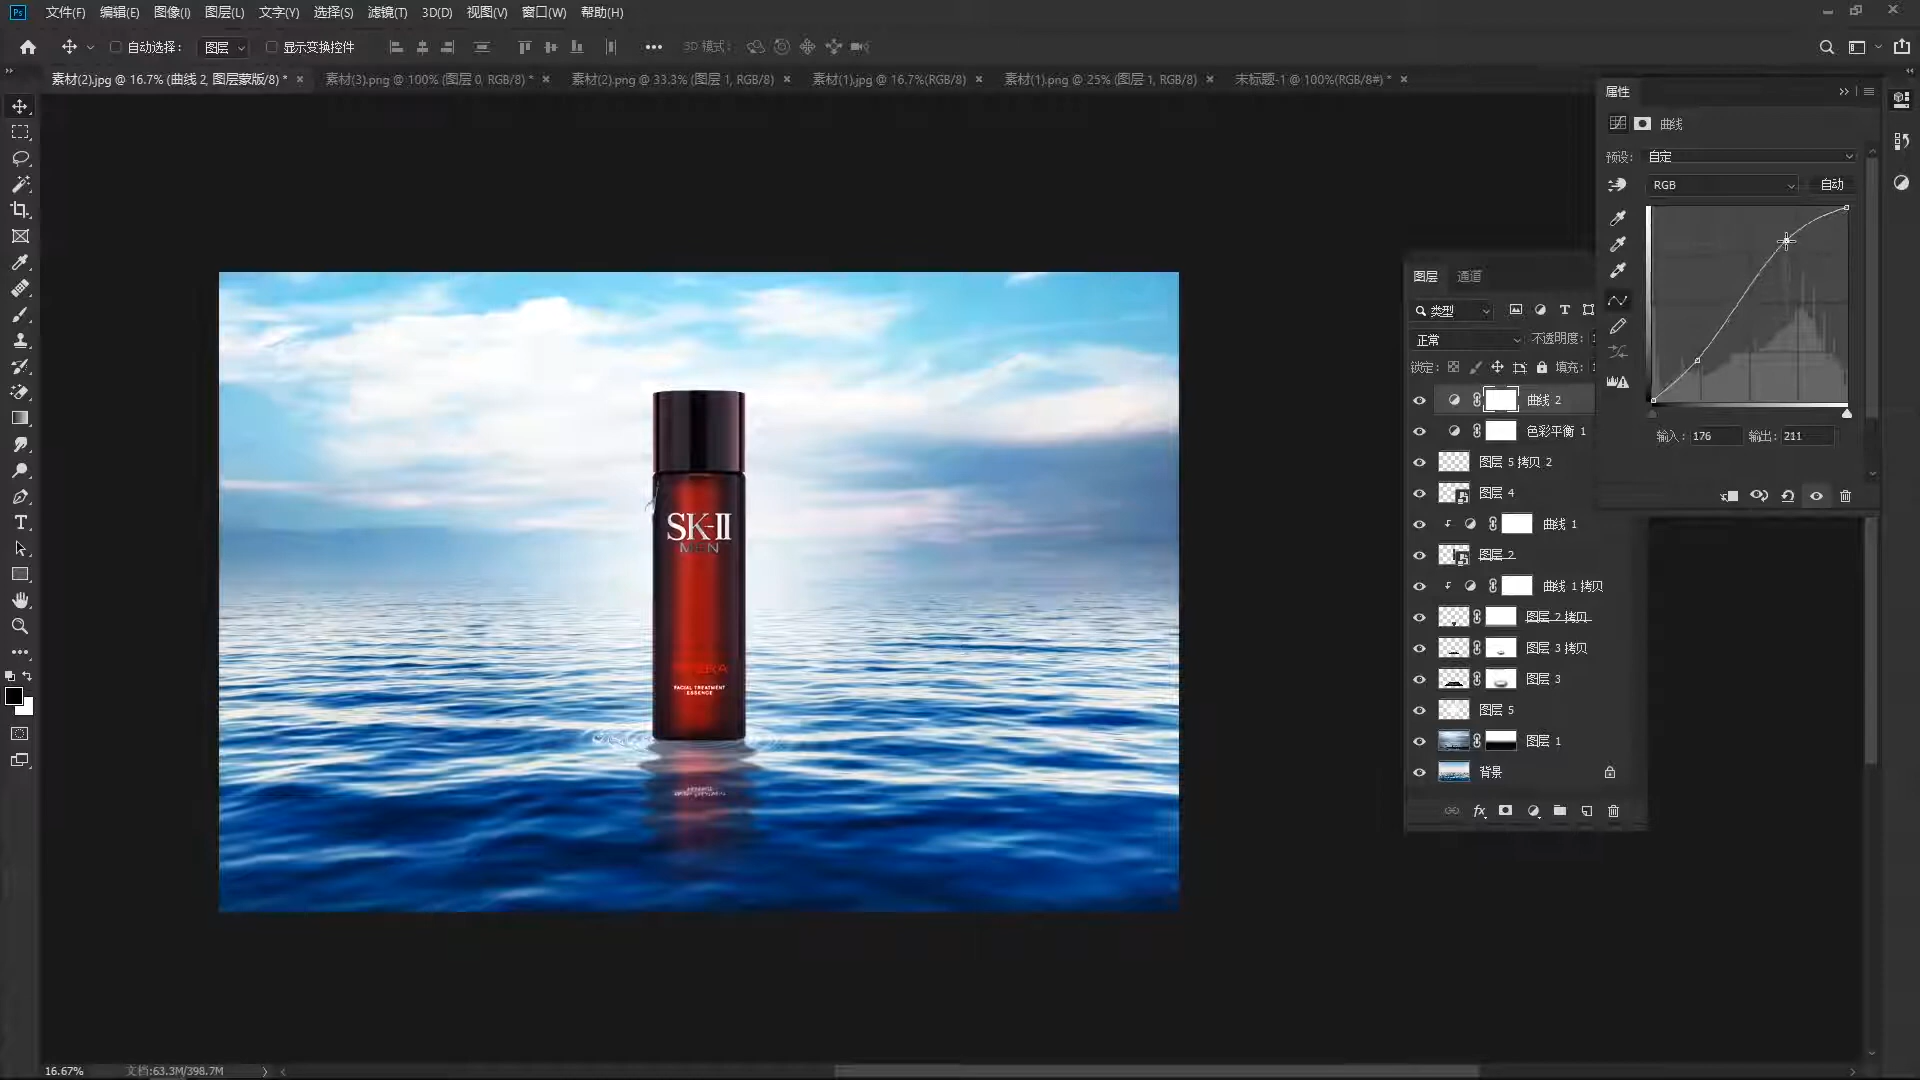 Ps 文件(F) 编辑(E) 图像(I) 图层(L) 文字(Y) 选择(S) 滤镜(T) 3D(D) 视图(V) 窗口(W) 帮助(H)
自动选择： 图层 显示变换控件 3D 模式：
素材(2).jpg @ 16.7% (曲线 2, 图层蒙版/8) * 素材(3).png @ 100% (图层 0, RGB/8) * 素材(2).png @ 33.3% (图层 1, RGB/8) 素材(1).jpg @ 16.7%(RGB/8) 素材(1).png @ 25% (图层 1, RGB/8) 未标题-1 @ 100%(RGB/8#) *
属性
曲线
预设： 自定
RGB 自动
输入： 176 输出： 211
图层 通道
类型
正常 不透明度：
锁定： 填充：
曲线 2
色彩平衡 1
图层 5 拷贝 2
图层 4
曲线 1
图层 2
曲线 1 拷贝
图层 2 拷贝
图层 3 拷贝
图层 3
图层 5
图层 1
背景
fx
SK-II
MEN
FACIAL TREATMENT
ESSENCE
16.67% 文档:63.3M/398.7M